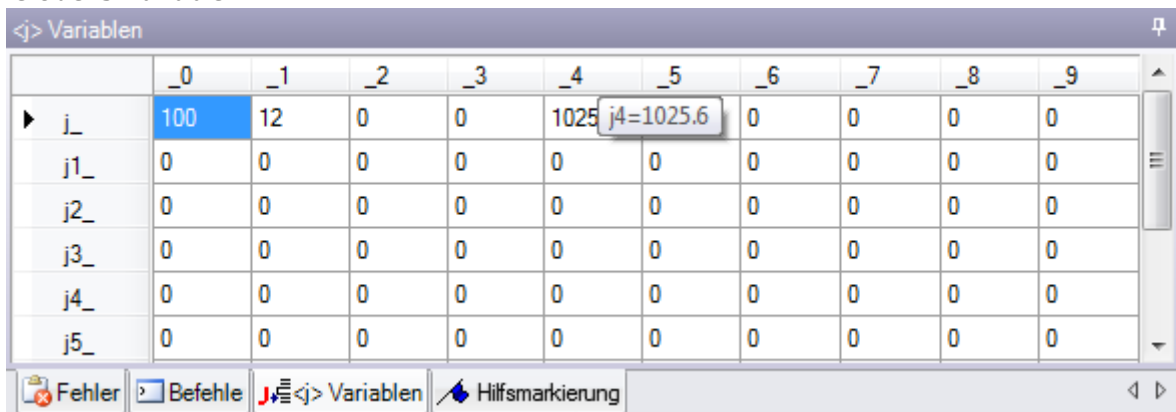 <j> Variablen
_0 _1 _2 _3 _4 _5 _6 _7 _8 _9
j_ 100 12 0 0 1025 j4=1025.6 0 0 0 0
j1_ 0 0 0 0 0 0 0 0 0 0
j2_ 0 0 0 0 0 0 0 0 0 0
j3_ 0 0 0 0 0 0 0 0 0 0
j4_ 0 0 0 0 0 0 0 0 0 0
j5_ 0 0 0 0 0 0 0 0 0 0
Fehler Befehle <j> Variablen Hilfsmarkierung